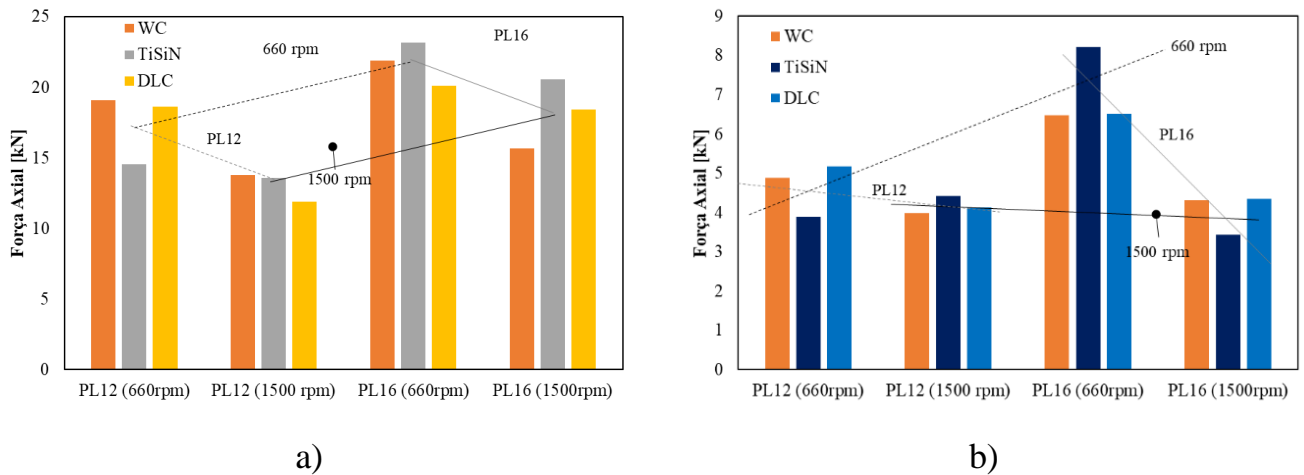 25
20
15
10
5
0
Força Axial [kN]
WC
TiSiN
DLC
660 rpm
PL16
PL12
1500 rpm
PL12 (660rpm)
PL12 (1500 rpm)
PL16 (660rpm)
PL16 (1500rpm)
a)
9
8
7
6
5
4
3
2
1
0
Força Axial [kN]
WC
TiSiN
DLC
660 rpm
PL16
PL12
1500 rpm
PL12 (660rpm)
PL12 (1500 rpm)
PL16 (660rpm)
PL16 (1500rpm)
b)